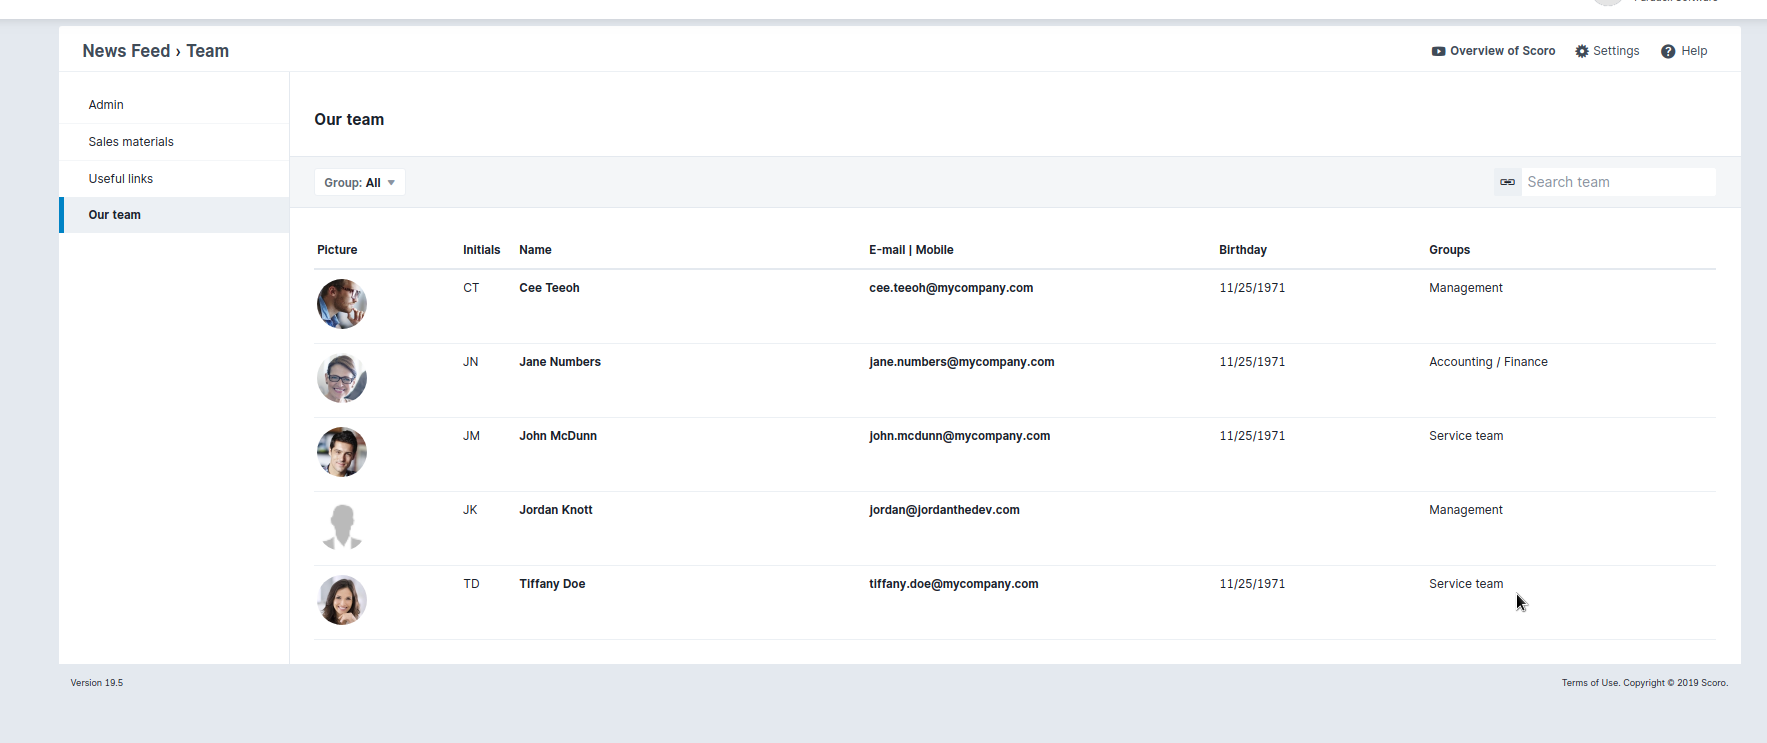 News Feed › Team
Overview of Scoro
Settings
Help
Admin
Sales materials
Useful links
Our team
Our team
Group: All
Search team
Picture Initials Name E-mail | Mobile Birthday Groups
CT Cee Teeoh cee.teeoh@mycompany.com 11/25/1971 Management
JN Jane Numbers jane.numbers@mycompany.com 11/25/1971 Accounting / Finance
JM John McDunn john.mcdunn@mycompany.com 11/25/1971 Service team
JK Jordan Knott jordan@jordanthedev.com Management
TD Tiffany Doe tiffany.doe@mycompany.com 11/25/1971 Service team
Version 19.5
Terms of Use. Copyright © 2019 Scoro.